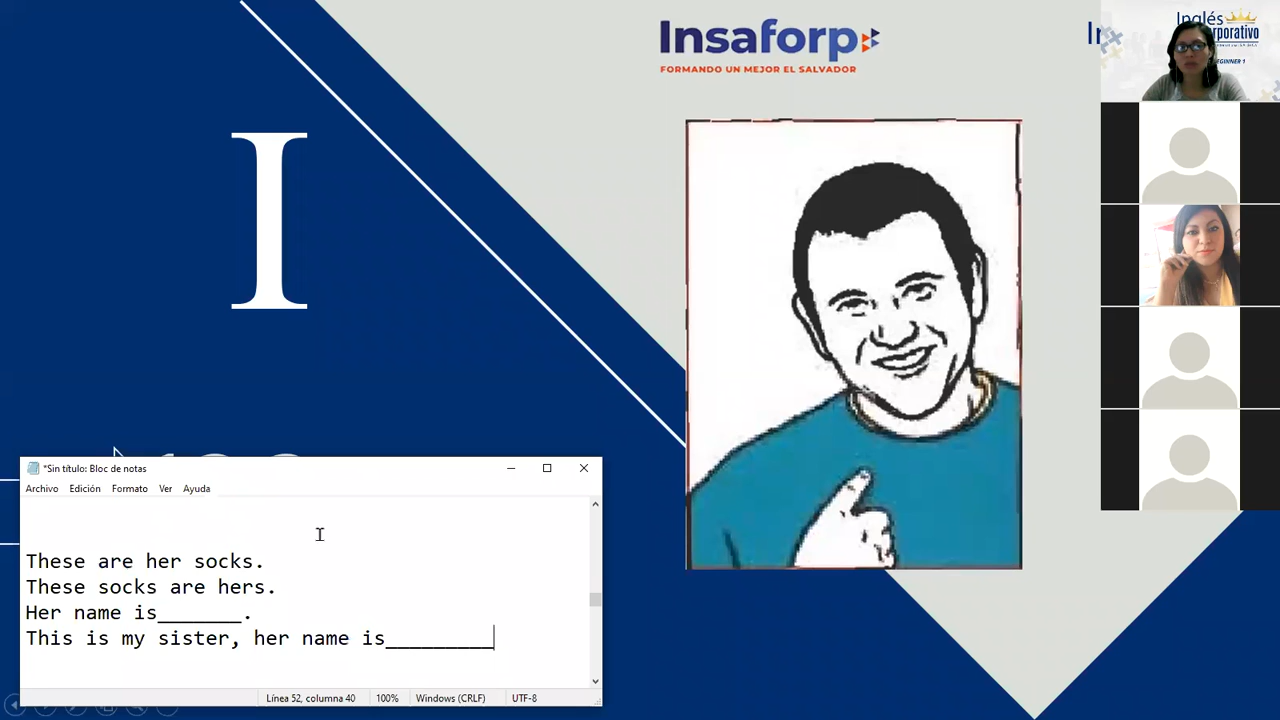 Insaforp
FORMANDO UN MEJOR EL SALVADOR
I
Inglés
BEGINNER 1
*Sin título: Bloc de notas
Archivo Edición Formato Ver Ayuda
These are her socks.
These socks are hers.
Her name is_______.
This is my sister, her name is_________
Línea 52, columna 40 100% Windows (CRLF) UTF-8